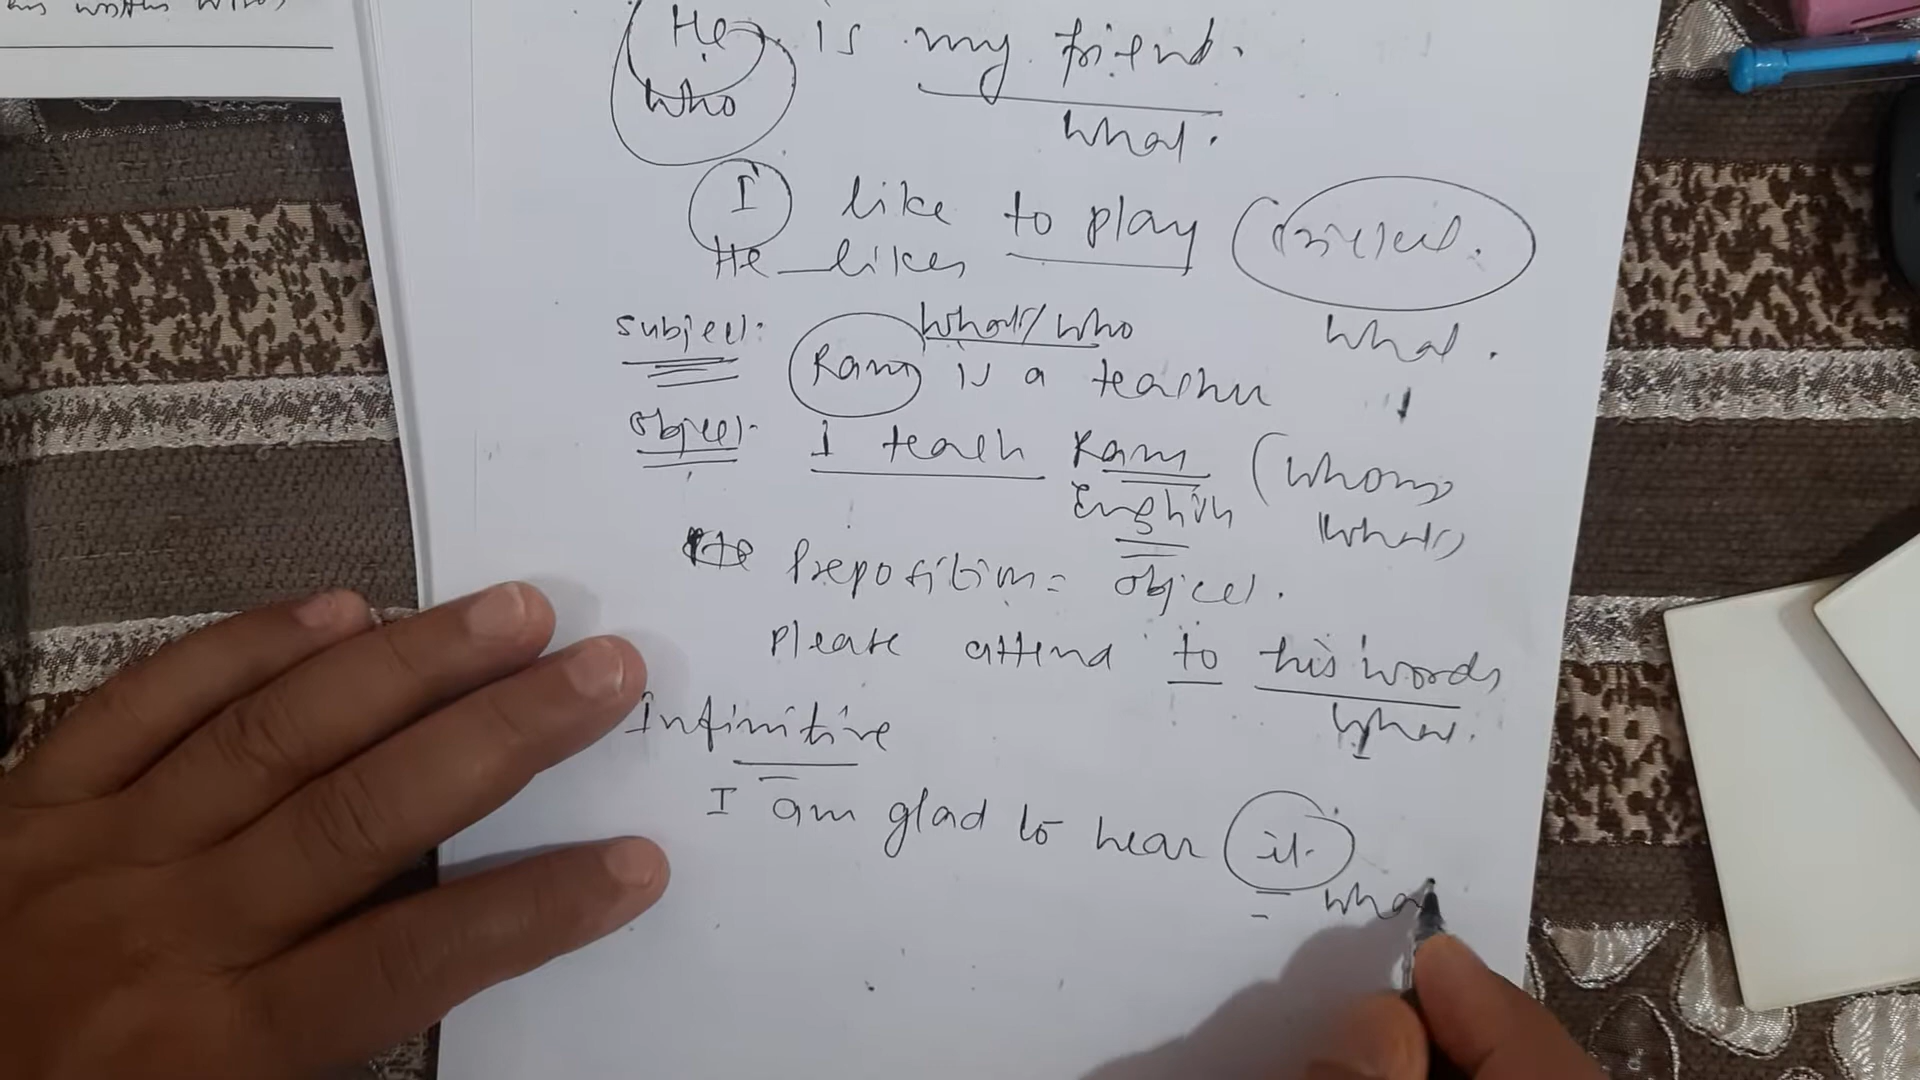 He is my friend.
who what.
I like to play Cricket.
He likes
what/who what.
subject: Ram is a teacher
object. I teach Ram (whom,
English what)
Preposition = object.
Please attend to his words
what.
Infinitive
I am glad to hear it.
wha